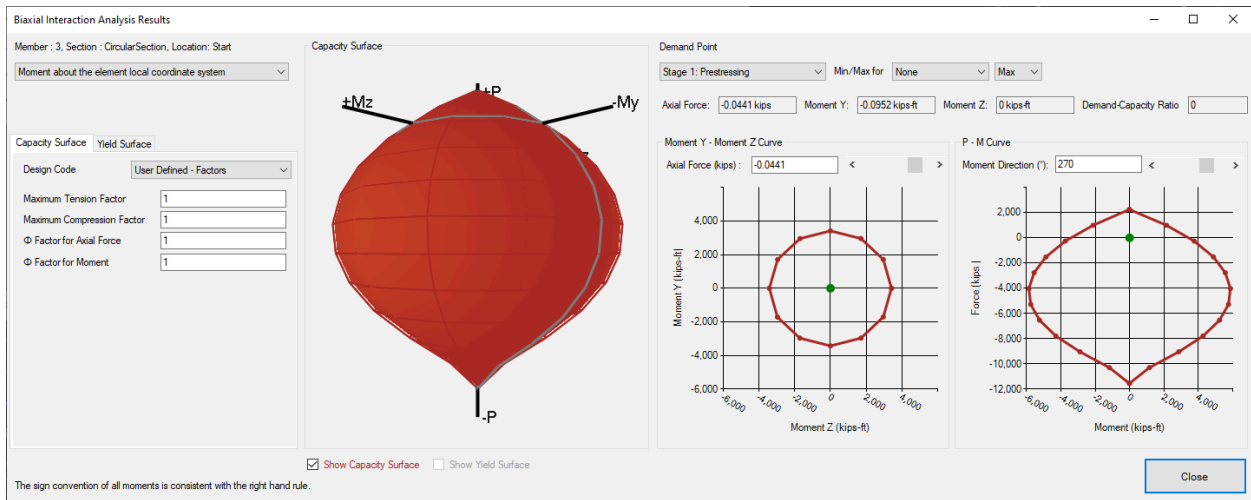 Biaxial Interaction Analysis Results
Member : 3, Section : CircularSection, Location: Start
Moment about the element local coordinate system
Capacity Surface
Yield Surface
Design Code
User Defined - Factors
Maximum Tension Factor
1
Maximum Compression Factor
1
Φ Factor for Axial Force
1
Φ Factor for Moment
1
Capacity Surface
+P
+Mz
-My
-P
Show Capacity Surface
Show Yield Surface
Demand Point
Stage 1: Prestressing
Min/Max for
None
Max
Axial Force:
-0.0441 kips
Moment Y:
-0.0952 kips-ft
Moment Z:
0 kips-ft
Demand-Capacity Ratio
0
Moment Y - Moment Z Curve
Axial Force (kips) :
-0.0441
<
>
4,000
2,000
0
-2,000
-4,000
-6,000
Moment Y (kips-ft)
-6,000
-4,000
-2,000
0
2,000
4,000
Moment Z (kips-ft)
P - M Curve
Moment Direction (°):
270
<
>
2,000
0
-2,000
-4,000
-6,000
-8,000
-10,000
-12,000
Force (kips
-6,000
-4,000
-2,000
0
2,000
4,000
Moment (kips-ft)
The sign convention of all moments is consistent with the right hand rule.
Close